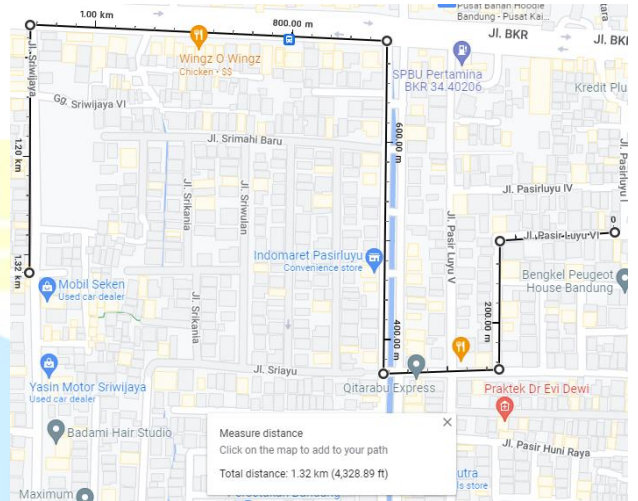 Pusat Bahan Hoodie
Bandung - Pusat Kai...
1.00 km
800.00 m
Jl. BKR
Jl. BKR
Jl. Sriwijaya
Wingz O Wingz
Chicken • $$
SPBU Pertamina
BKR 34.40206
Kredit Plu
Gg. Sriwijaya VI
Jl. Srimahi Baru
600.00 m
1.20 km
Jl. Srikania
Jl. Sriwulan
Jl. Pasirluyu IV
Jl. Pasirluyu
Jl. Pasir Luyu V
0
Jl. Pasir Luyu VI
Indomaret Pasirluyu
Convenience store
Bengkel Peugeot
House Bandung
1.32 km
Mobil Seken
Used car dealer
Jl. Srikania
200.00 m
400.00 m
Jl. Sriayu
Qitarabu Express
Yasin Motor Sriwijaya
Used car dealer
Praktek Dr Evi Dewi
Badami Hair Studio
Measure distance
Click on the map to add to your path
Total distance: 1.32 km (4,328.89 ft)
Jl. Pasir Huni Raya
utra
ls store
Maximum